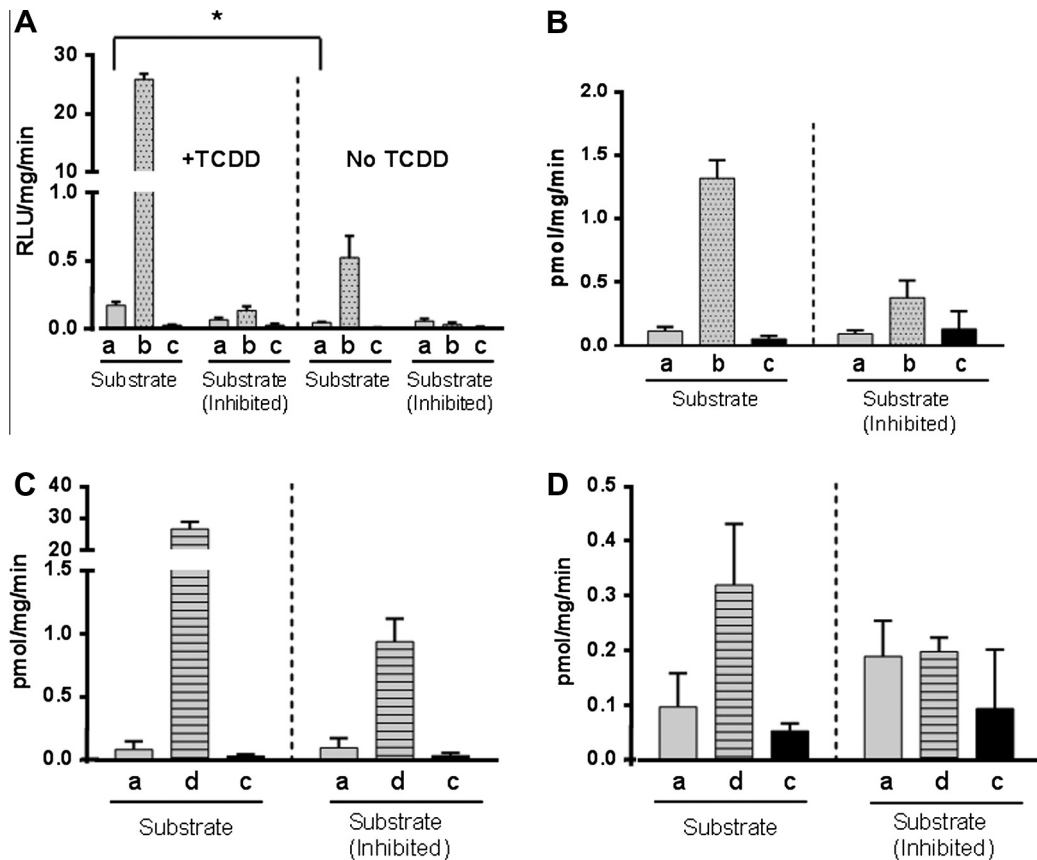 A
*
30
20
10
1.0
0.5
0.0
RLU/mg/min
+TCDD
No TCDD
a b c a b c a b c a b c
Substrate
Substrate
(Inhibited)
Substrate
Substrate
(Inhibited)
B
2.0
1.5
1.0
0.5
0.0
pmol/mg/min
a b c a b c
Substrate
Substrate
(Inhibited)
C
40
30
20
1.5
1.0
0.5
0.0
pmol/mg/min
a d c a d c
Substrate
Substrate
(Inhibited)
D
0.5
0.4
0.3
0.2
0.1
0.0
pmol/mg/min
a d c a d c
Substrate
Substrate
(Inhibited)